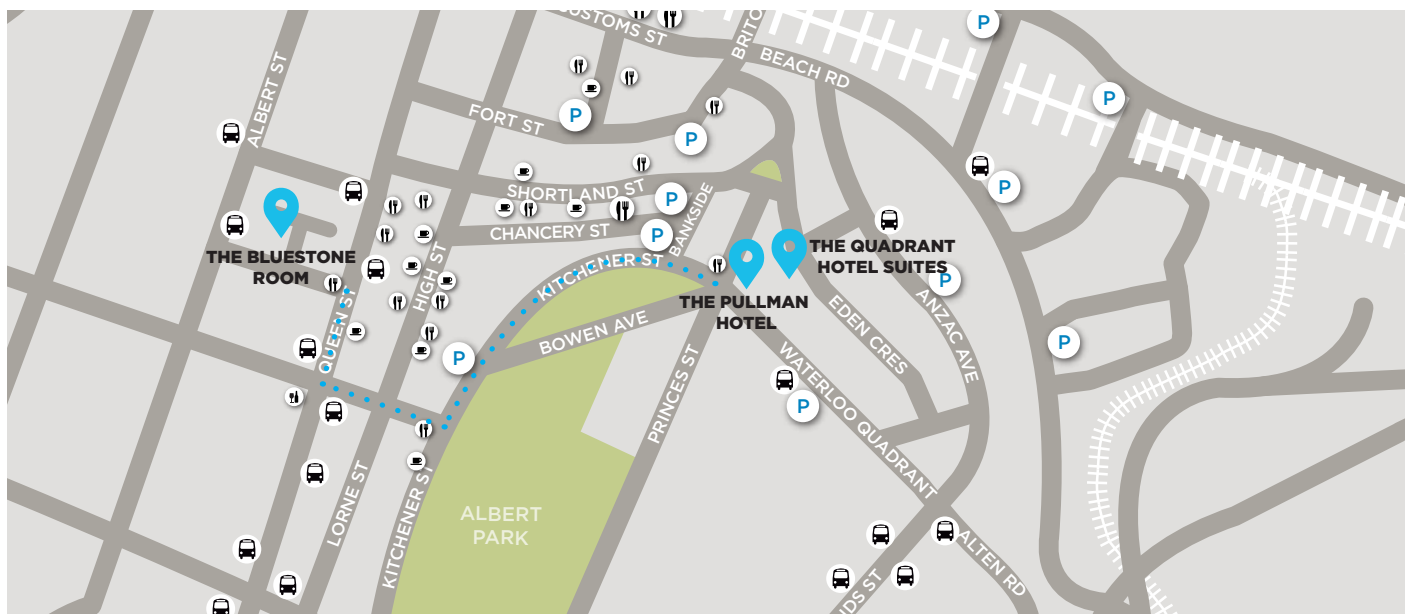 CUSTOMS ST
BEACH RD
ALBERT ST
FORT ST
P
P
P
P
P
SHORTLAND ST
P
P
BANKSIDE
CHANCERY ST
P
THE BLUESTONE
ROOM
HIGH ST
KITCHENER ST
THE QUADRANT
HOTEL SUITES
P
THE PULLMAN
HOTEL
QUEEN ST
BOWEN AVE
EDEN CRES
ANZAC AVE
P
P
PRINCES ST
WATERLOO QUADRANT
P
LORNE ST
KITCHENER ST
ALBERT
PARK
ALTEN RD